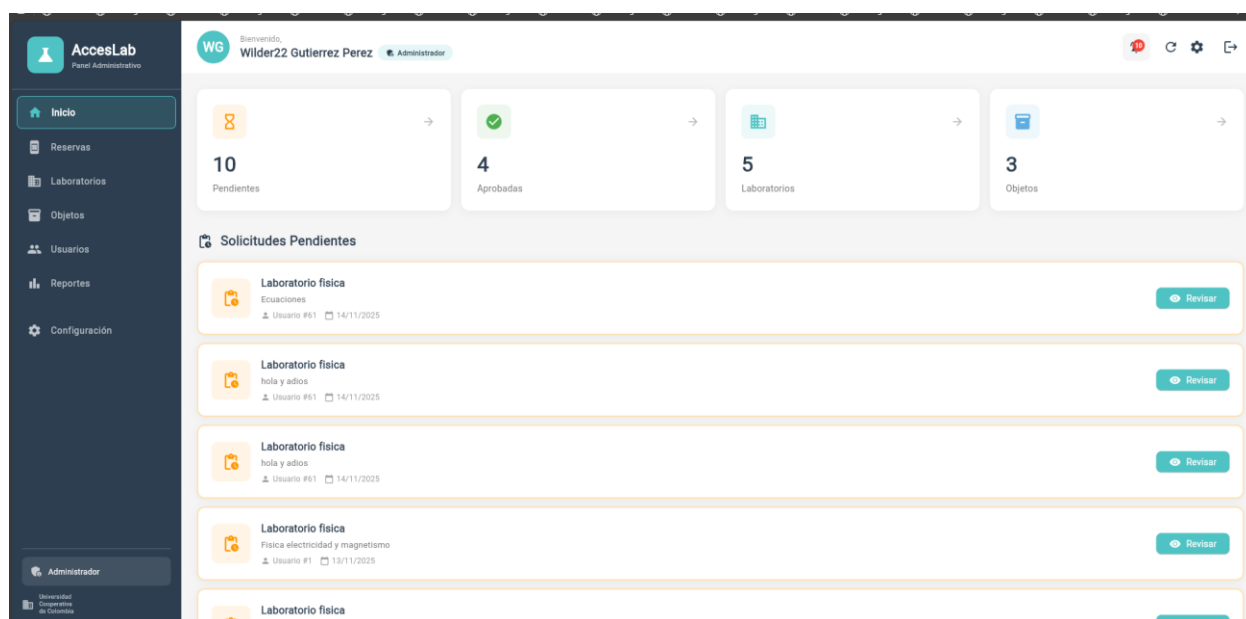 AccesLab
Panel Administrativo
Inicio
Reservas
Laboratorios
Objetos
Usuarios
Reportes
Configuración
Administrador
Universidad
Cooperativa
de Colombia
WG
Bienvenido,
Wilder22 Gutierrez Perez
Administrador
10
10
Pendientes
4
Aprobadas
5
Laboratorios
3
Objetos
Solicitudes Pendientes
Laboratorio fisica
Ecuaciones
Usuario #61 14/11/2025
Revisar
Laboratorio fisica
hola y adios
Usuario #61 14/11/2025
Revisar
Laboratorio fisica
hola y adios
Usuario #61 14/11/2025
Revisar
Laboratorio fisica
Fisica electricidad y magnetismo
Usuario #1 13/11/2025
Revisar
Laboratorio fisica